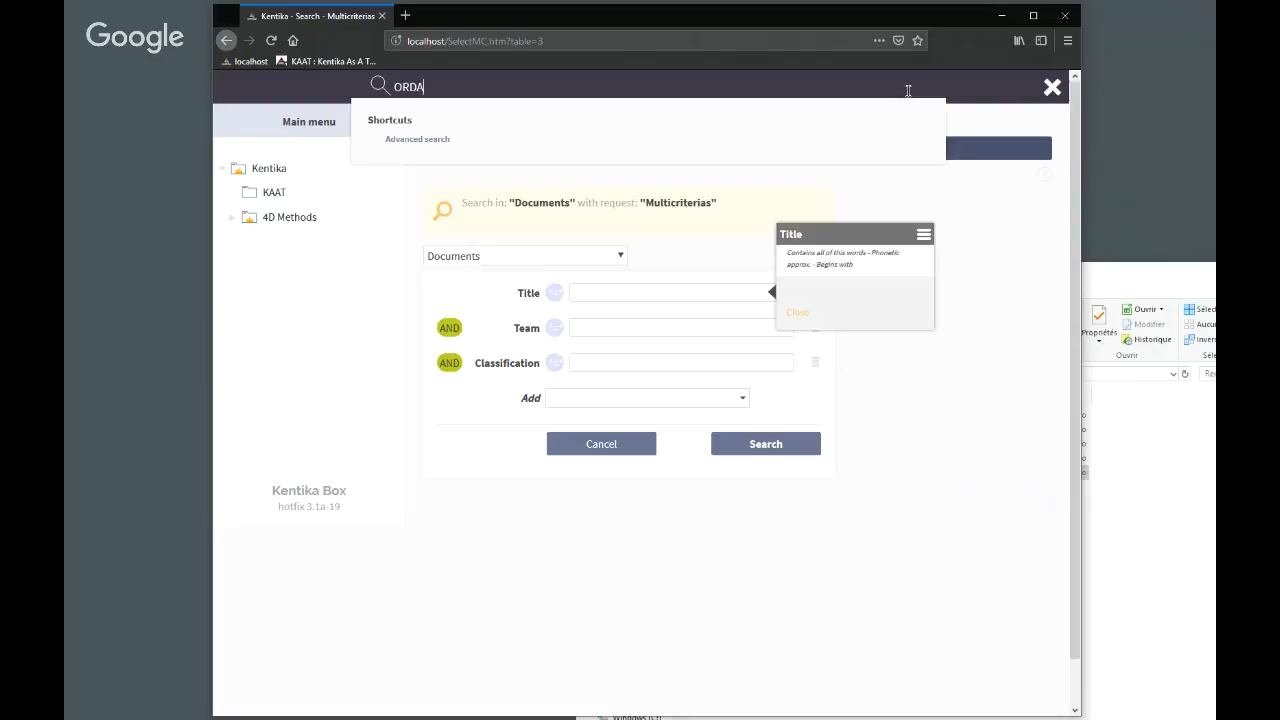 Google
Kentika - Search - Multicriterias
localhost/SelectMC.htm?table=3
localhost
KAAT : Kentika As A T...
ORDA
Main menu
Shortcuts
Advanced search
Kentika
KAAT
4D Methods
Search in: "Documents" with request: "Multicriterias"
Documents
Title
Contains all of this words - Phonetic
approx. - Begins with
Close
Title
AND Team
AND Classification
Add
Cancel
Search
Kentika Box
hotfix 3.1a-19
Propriétés
Ouvrir
Modifier
Historique
Ouvrir